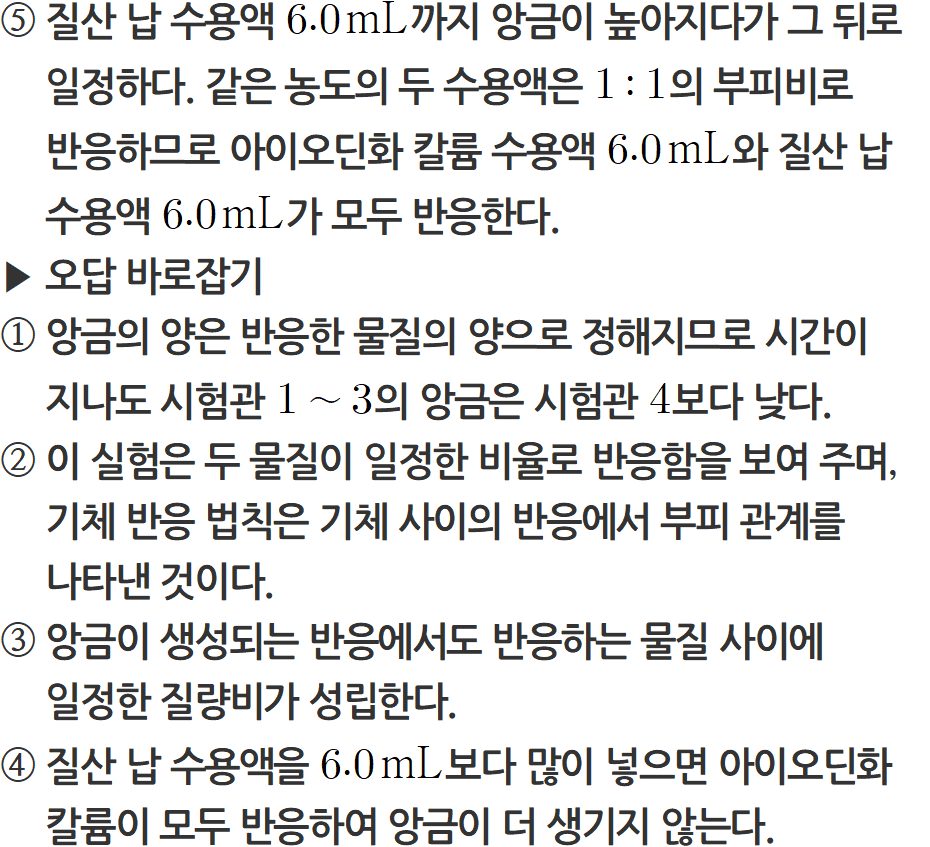 ⑤ 질산 납 수용액 6.0 mL까지 앙금이 높아지다가 그 뒤로
일정하다. 같은 농도의 두 수용액은 1 : 1의 부피비로
반응하므로 아이오딘화 칼륨 수용액 6.0 mL와 질산 납
수용액 6.0 mL가 모두 반응한다.
▶ 오답 바로잡기
① 앙금의 양은 반응한 물질의 양으로 정해지므로 시간이
지나도 시험관 1 ~ 3의 앙금은 시험관 4보다 낮다.
② 이 실험은 두 물질이 일정한 비율로 반응함을 보여 주며,
기체 반응 법칙은 기체 사이의 반응에서 부피 관계를
나타낸 것이다.
③ 앙금이 생성되는 반응에서도 반응하는 물질 사이에
일정한 질량비가 성립한다.
④ 질산 납 수용액을 6.0 mL보다 많이 넣으면 아이오딘화
칼륨이 모두 반응하여 앙금이 더 생기지 않는다.